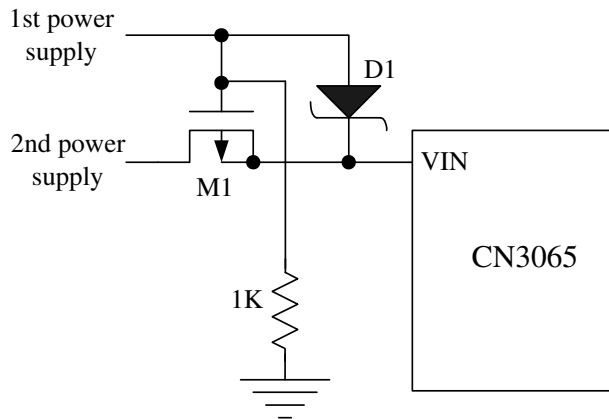 1st power
supply
D1
2nd power
supply
VIN
M1
CN3065
1K